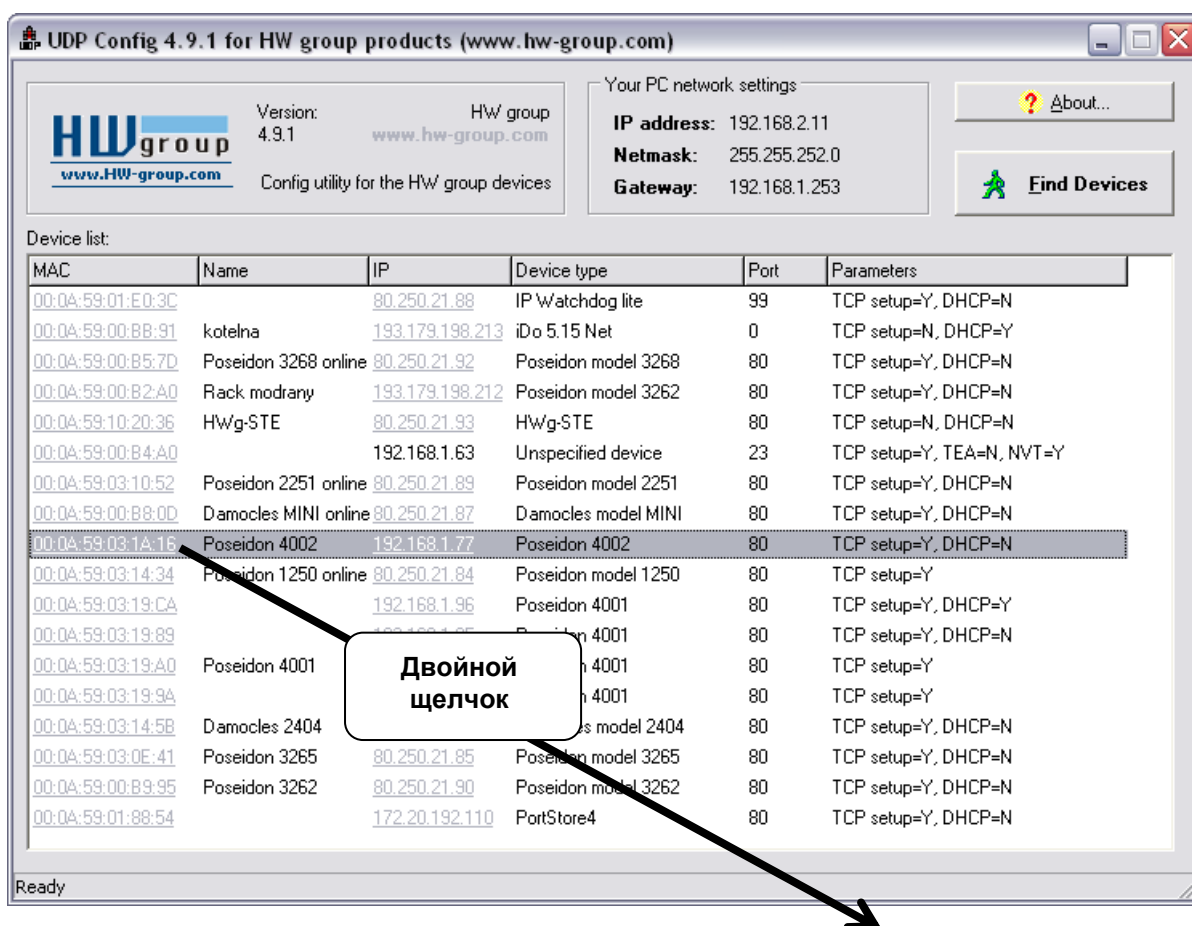 UDP Config 4.9.1 for HW group products (www.hw-group.com)
HW group
www.HW-group.com
Version: HW group
4.9.1 www.hw-group.com
Config utility for the HW group devices
Your PC network settings
IP address: 192.168.2.11
Netmask: 255.255.252.0
Gateway: 192.168.1.253
About...
Find Devices
Device list:
MAC Name IP Device type Port Parameters
00:0A:59:01:E0:3C 80.250.21.88 IP Watchdog lite 99 TCP setup=Y, DHCP=N
00:0A:59:00:BB:91 kotelna 193.179.198.213 iDo 5.15 Net 0 TCP setup=N, DHCP=Y
00:0A:59:00:B5:7D Poseidon 3268 online 80.250.21.92 Poseidon model 3268 80 TCP setup=Y, DHCP=N
00:0A:59:00:B2:A0 Rack modrany 193.179.198.212 Poseidon model 3262 80 TCP setup=Y, DHCP=N
00:0A:59:10:20:36 HWg-STE 80.250.21.93 HWg-STE 80 TCP setup=N, DHCP=N
00:0A:59:00:B4:A0 192.168.1.63 Unspecified device 23 TCP setup=Y, TEA=N, NVT=Y
00:0A:59:03:10:52 Poseidon 2251 online 80.250.21.89 Poseidon model 2251 80 TCP setup=Y, DHCP=N
00:0A:59:00:B8:0D Damocles MINI online 80.250.21.87 Damocles model MINI 80 TCP setup=Y, DHCP=N
00:0A:59:03:1A:16 Poseidon 4002 192.168.1.77 Poseidon 4002 80 TCP setup=Y, DHCP=N
00:0A:59:03:14:34 Poseidon 1250 online 80.250.21.84 Poseidon model 1250 80 TCP setup=Y
00:0A:59:03:19:CA 192.168.1.96 Poseidon 4001 80 TCP setup=Y, DHCP=Y
00:0A:59:03:19:89 4001 80 TCP setup=Y, DHCP=N
00:0A:59:03:19:A0 Poseidon 4001 4001 80 TCP setup=Y
00:0A:59:03:19:9A 4001 80 TCP setup=Y
00:0A:59:03:14:5B Damocles 2404 model 2404 80 TCP setup=Y, DHCP=N
00:0A:59:03:0E:41 Poseidon 3265 80.250.21.85 Poseidon model 3265 80 TCP setup=Y, DHCP=N
00:0A:59:00:B9:95 Poseidon 3262 80.250.21.90 Poseidon model 3262 80 TCP setup=Y, DHCP=N
00:0A:59:01:88:54 172.20.192.110 PortStore4 80 TCP setup=Y, DHCP=N
Двойной
щелчок
Ready